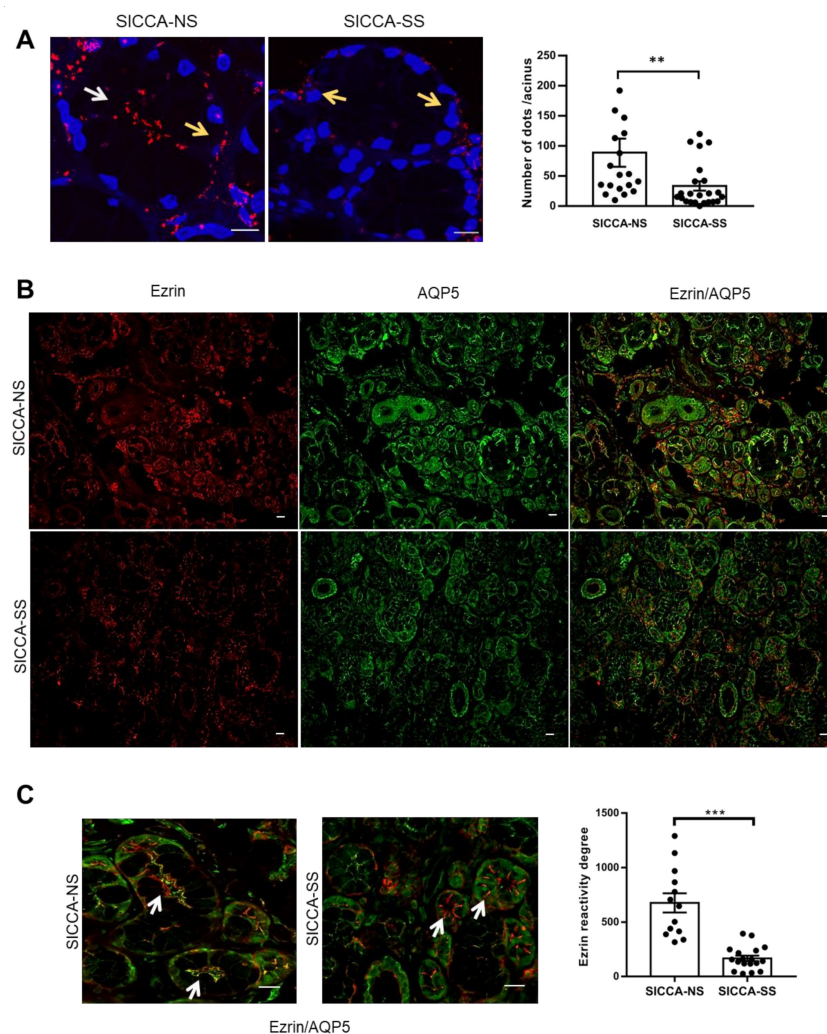 SICCA-NS
SICCA-SS
A
Number of dots /acinus
250
200
150
100
50
0
**
SICCA-NS
SICCA-SS
B
Ezrin
AQP5
Ezrin/AQP5
SICCA-NS
SICCA-SS
C
SICCA-NS
SICCA-SS
Ezrin/AQP5
Ezrin reactivity degree
1500
1000
500
0
***
SICCA-NS
SICCA-SS